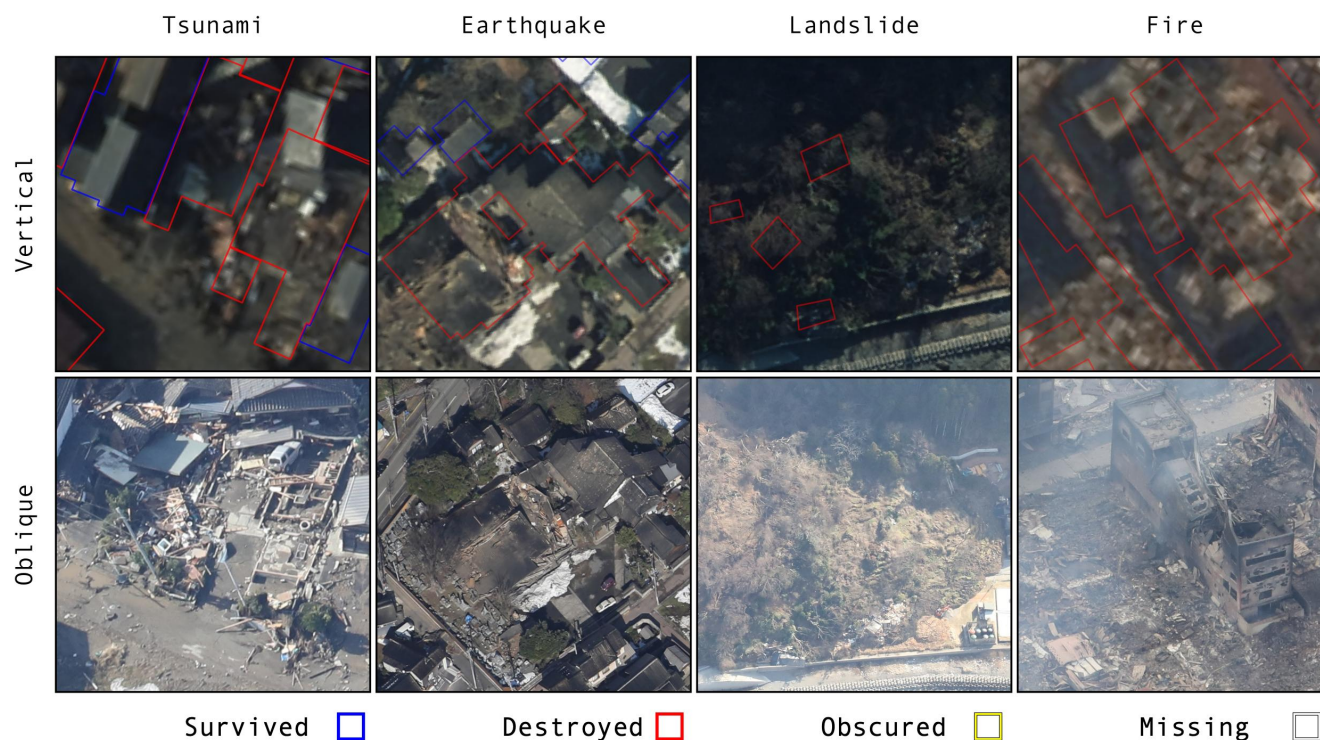 Tsunami Earthquake Landslide Fire
Vertical
Oblique
Survived Destroyed Obscured Missing